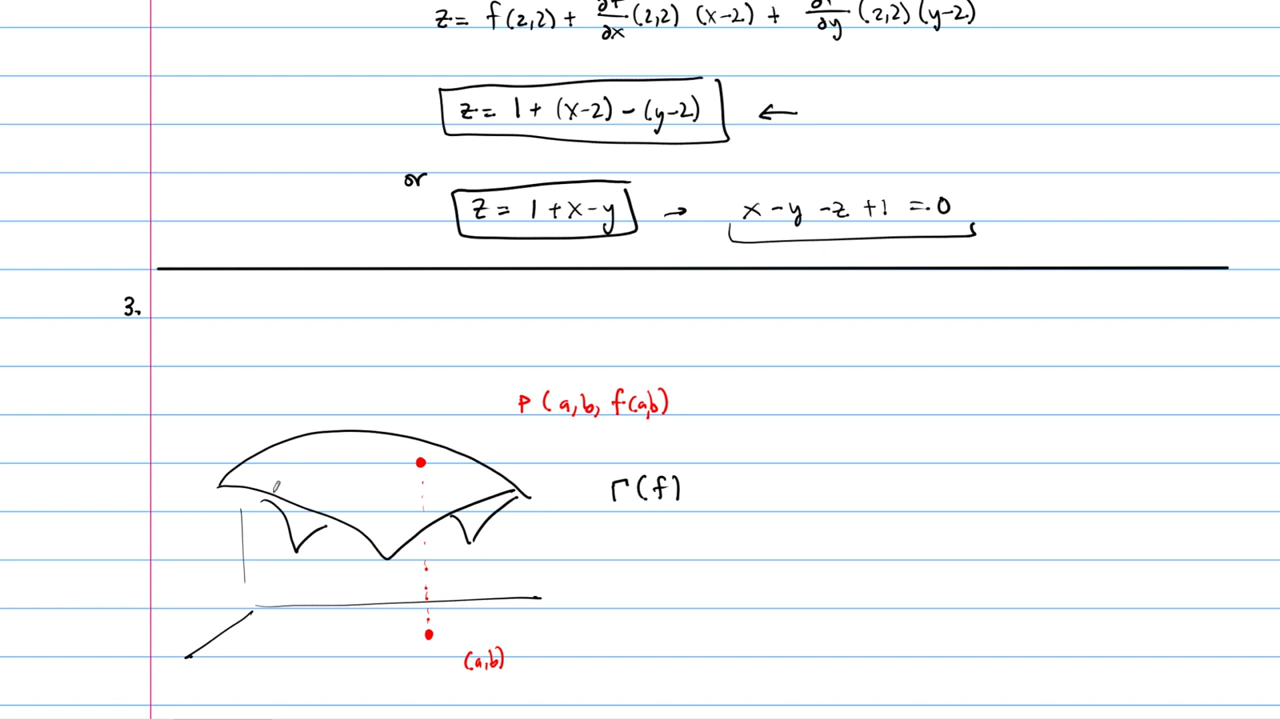 z = f(2,2) + ∂f/∂x (2,2) (x-2) + ∂f/∂y (2,2) (y-2)
z = 1 + (x-2) - (y-2) ←
or z = 1 + x - y → x - y - z + 1 = 0
3.
P (a,b, f(a,b)
Γ(f)
(a,b)